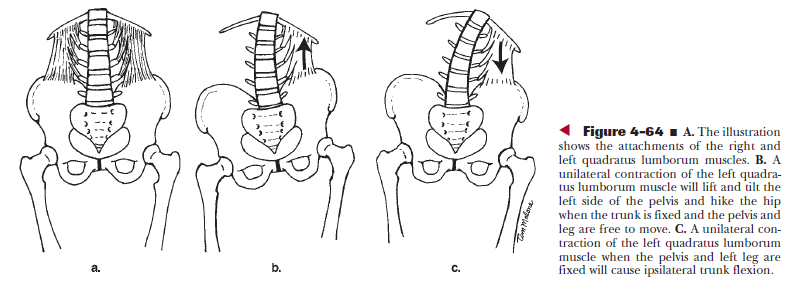 ◄ Figure 4-64 ■ A. The illustration
shows the attachments of the right and
left quadratus lumborum muscles. B. A
unilateral contraction of the left quadra-
tus lumborum muscle will lift and tilt the
left side of the pelvis and hike the hip
when the trunk is fixed and the pelvis and
leg are free to move. C. A unilateral con-
traction of the left quadratus lumborum
muscle when the pelvis and left leg are
fixed will cause ipsilateral trunk flexion.
Tom Malone
a.
b.
c.